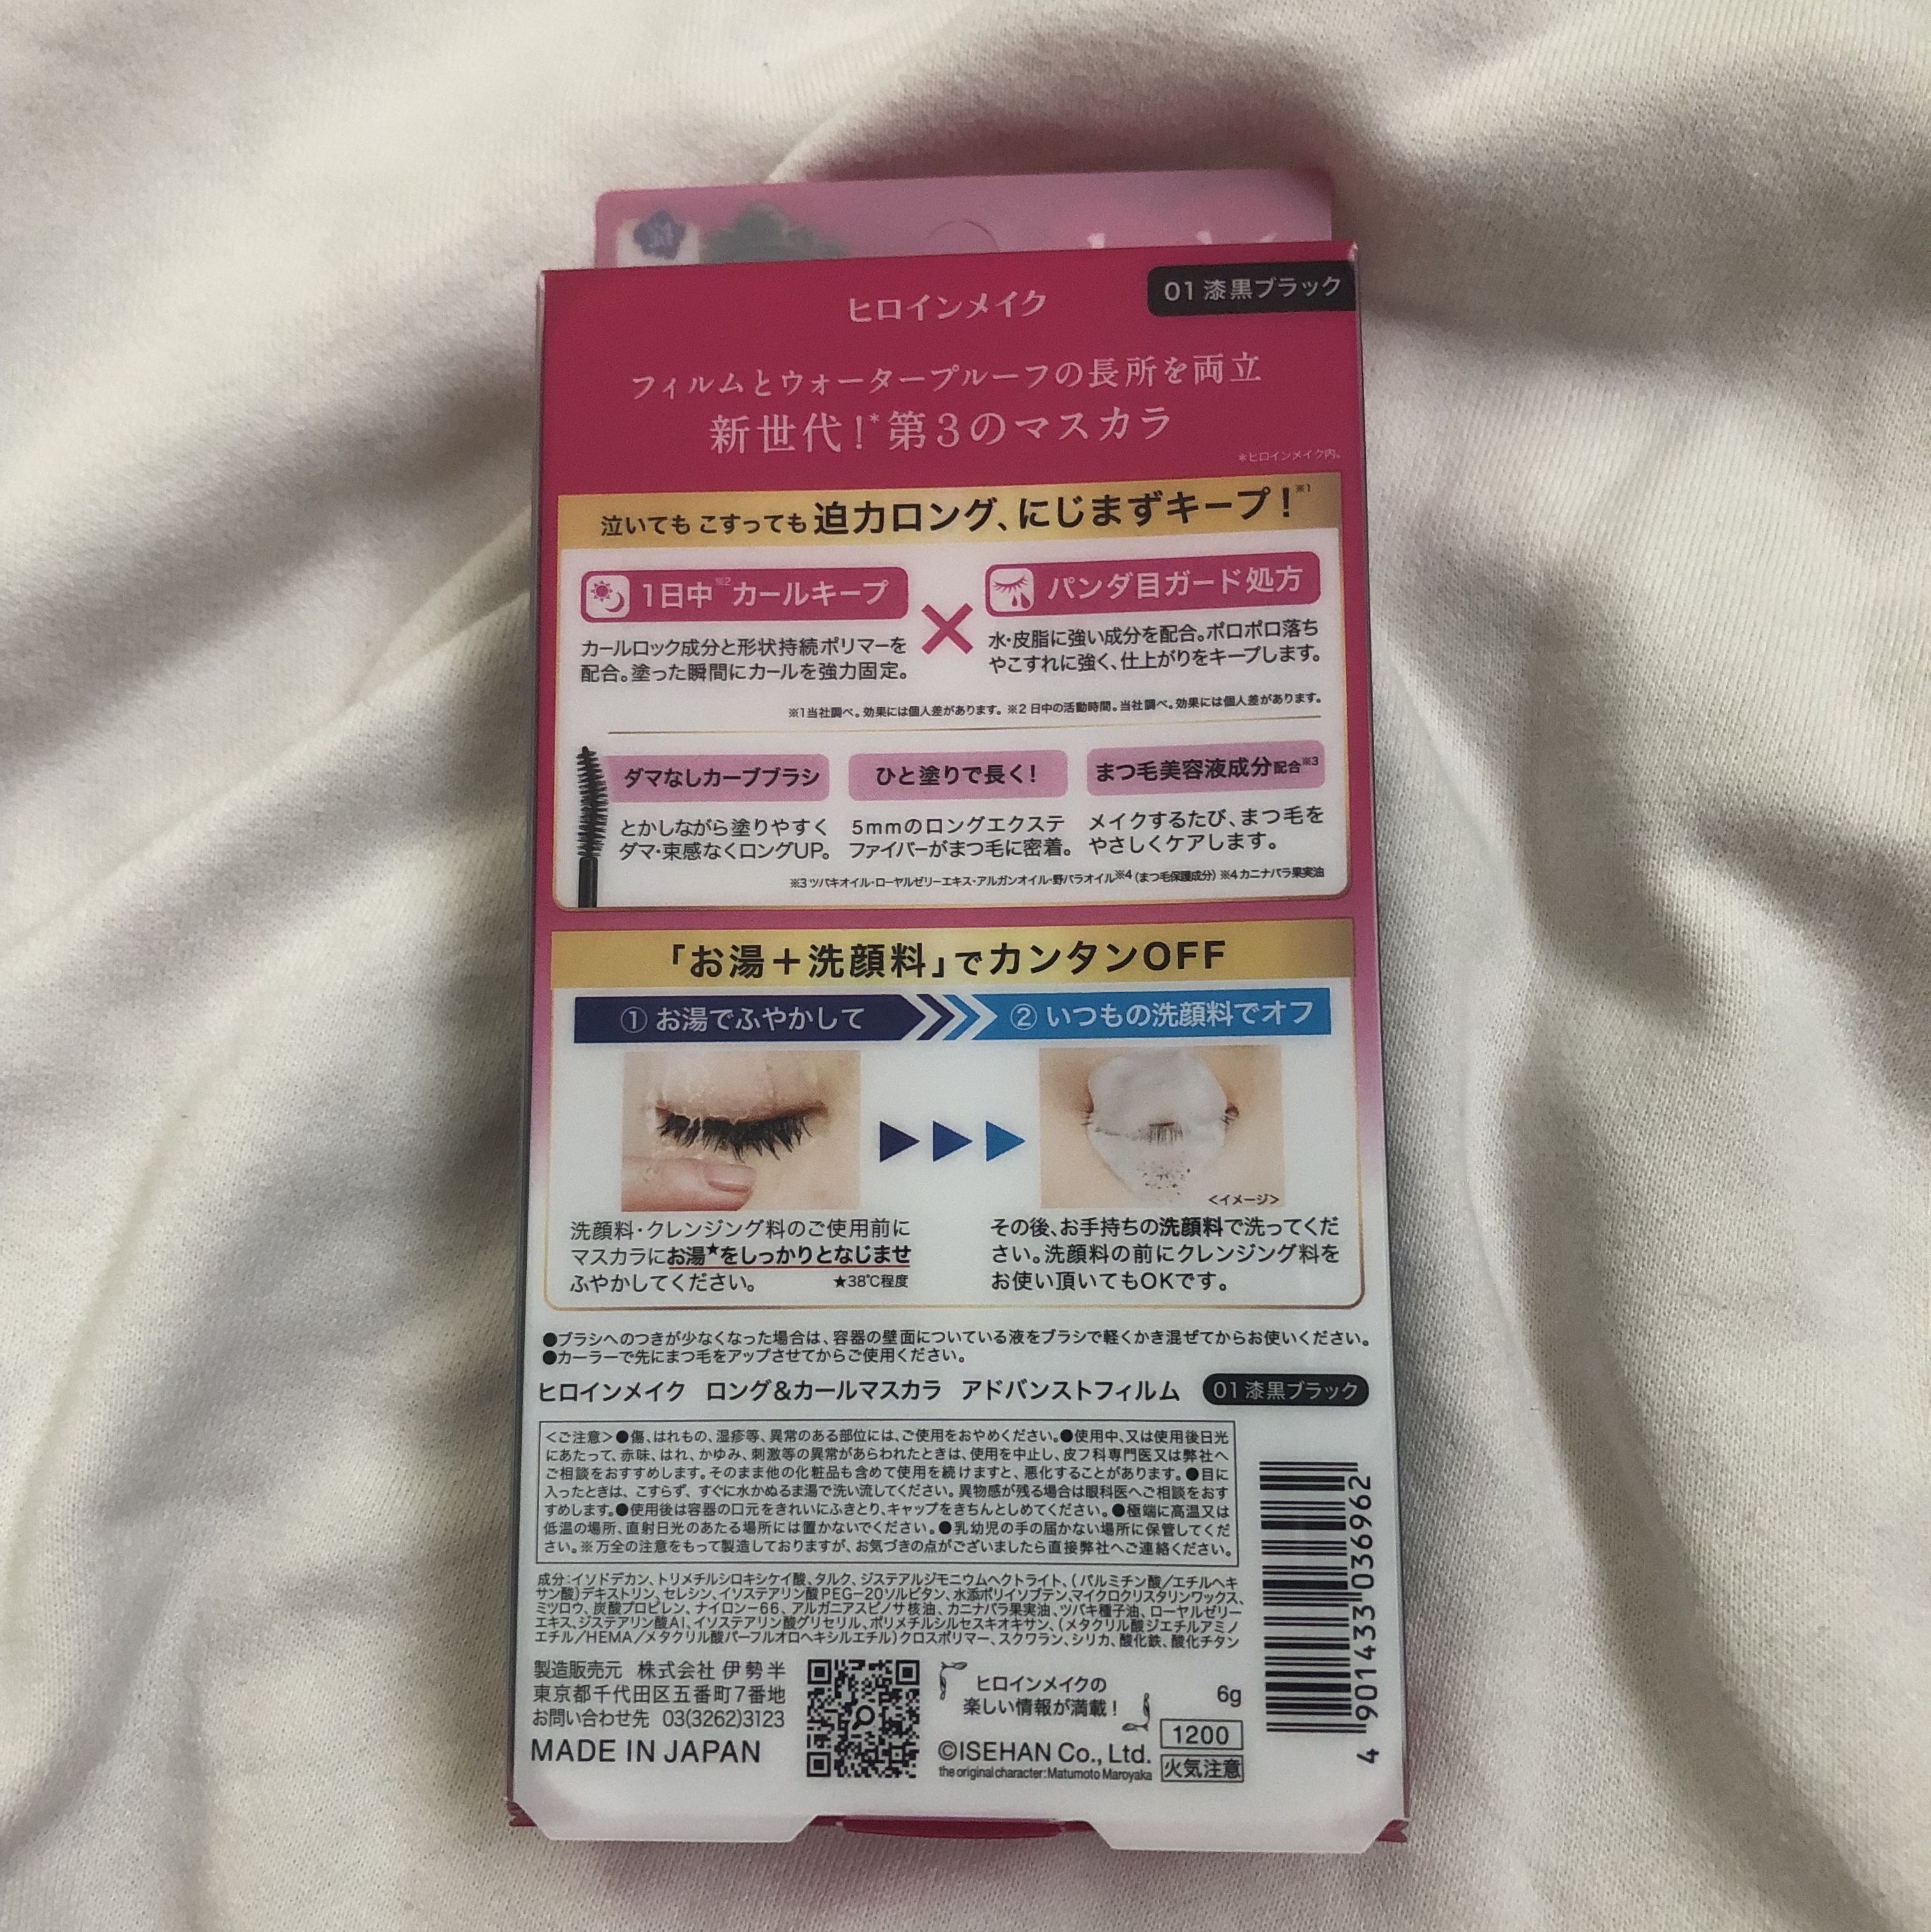 ヒロインメイク
01 漆黒ブラック
フィルムとウォータープルーフの長所を両立
新世代!*第3のマスカラ
*ヒロインメイク内。
泣いても こすっても 迫力ロング、にじまずキープ!※1
1日中※2カールキープ
カールロック成分と形状持続ポリマーを
配合。塗った瞬間にカールを強力固定。
×
パンダ目ガード処方
水・皮脂に強い成分を配合。ポロポロ落ち
やこすれに強く、仕上がりをキープします。
※1当社調べ。効果には個人差があります。※2 日中の活動時間。当社調べ。効果には個人差があります。
ダマなしカーブブラシ
とかしながら塗りやすく
ダマ・束感なくロングUP。
ひと塗りで長く!
5mmのロングエクステ
ファイバーがまつ毛に密着。
まつ毛美容液成分配合※3
メイクするたび、まつ毛を
やさしくケアします。
※3 ツバキオイル・ローヤルゼリーエキス・アルガンオイル・野バラオイル※4(まつ毛保護成分) ※4 カニナバラ果実油
「お湯+洗顔料」でカンタンOFF
① お湯でふやかして
② いつもの洗顔料でオフ
<イメージ>
洗顔料・クレンジング料のご使用前に
マスカラにお湯★をしっかりとなじませ
ふやかしてください。 ★38℃程度
その後、お手持ちの洗顔料で洗ってくだ
さい。洗顔料の前にクレンジング料を
お使い頂いてもOKです。
●ブラシへのつきが少なくなった場合は、容器の壁面についている液をブラシで軽くかき混ぜてからお使いください。
●カーラーで先にまつ毛をアップさせてからご使用ください。
ヒロインメイク ロング&カールマスカラ アドバンストフィルム 01 漆黒ブラック
<ご注意>●傷、はれもの、湿疹等、異常のある部位には、ご使用をおやめください。●使用中、又は使用後日光
にあたって、赤味、はれ、かゆみ、刺激等の異常があらわれたときは、使用を中止し、皮フ科専門医又は弊社へ
ご相談をおすすめします。そのまま他の化粧品も含めて使用を続けますと、悪化することがあります。●目に
入ったときは、こすらず、すぐに水かぬるま湯で洗い流してください。異物感が残る場合は眼科医へご相談をおす
すめします。●使用後は容器の口元をきれいにふきとり、キャップをきちんとしめてください。●極端に高温又は
低温の場所、直射日光のあたる場所には置かないでください。●乳幼児の手の届かない場所に保管してくだ
さい。※万全の注意をもって製造しておりますが、お気づきの点がございましたら直接弊社へご連絡ください。
成分:イソドデカン、トリメチルシロキシケイ酸、タルク、ジステアルジモニウムヘクトライト、(パルミチン酸/エチルヘキ
サン酸)デキストリン、セレシン、イソステアリン酸PEG-20ソルビタン、水添ポリイソブテン、マイクロクリスタリンワックス、
ミツロウ、炭酸プロピレン、ナイロン-66、アルガニアスピノサ核油、カニナバラ果実油、ツバキ種子油、ローヤルゼリー
エキス、ジステアリン酸Al、イソステアリン酸グリセリル、ポリメチルシルセスキオキサン、(メタクリル酸ジエチルアミノ
エチル/HEMA/メタクリル酸パーフルオロヘキシルエチル)クロスポリマー、スクワラン、シリカ、酸化鉄、酸化チタン
製造販売元 株式会社 伊勢半
東京都千代田区五番町7番地
お問い合わせ先 03(3262)3123
MADE IN JAPAN
ヒロインメイクの
楽しい情報が満載!
©ISEHAN Co., Ltd.
the original character: Matumoto Maroyaka
6g
1200
火気注意
4 901433 036962